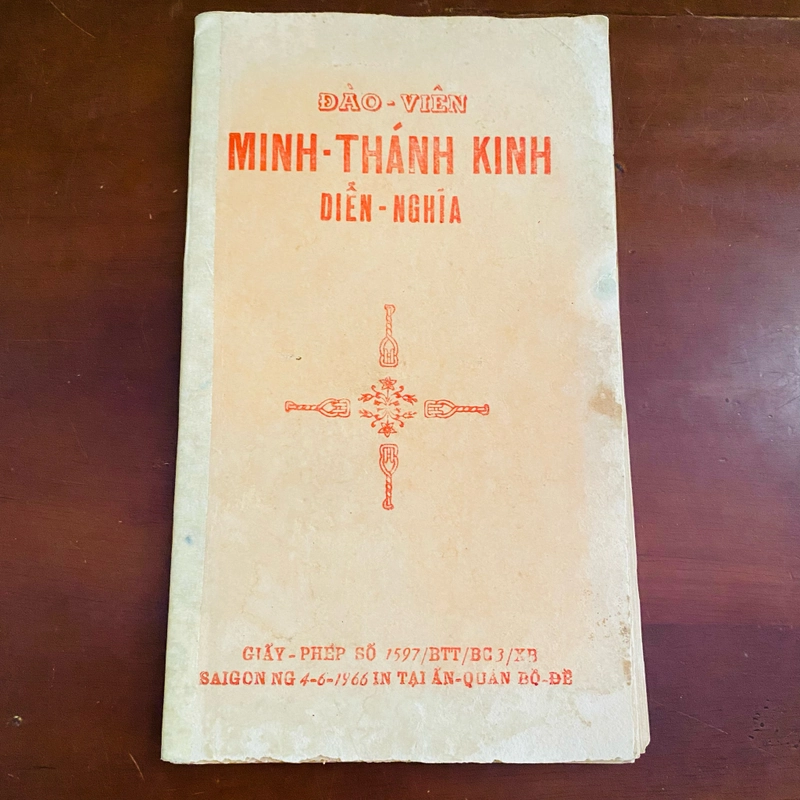 ĐÀO-VIÊN
MINH-THÁNH KINH
DIỄN-NGHĨA
GIẤY-PHÉP SỐ 1597/BTT/BC3/XB
SAIGON NG 4-6-1966 IN TẠI ẤN-QUÁN BỒ-ĐỀ